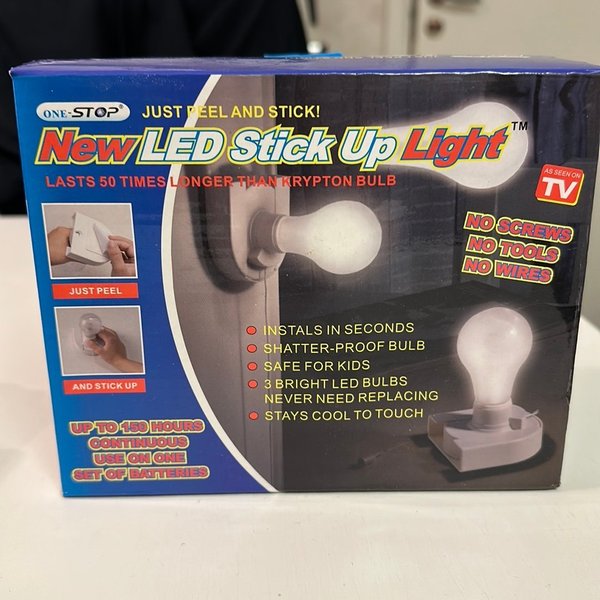 ONE-STOP®
JUST PEEL AND STICK!
New LED Stick Up Light™
LASTS 50 TIMES LONGER THAN KRYPTON BULB
AS SEEN ON
TV
NO SCREWS
NO TOOLS
NO WIRES
JUST PEEL
AND STICK UP
INSTALS IN SECONDS
SHATTER-PROOF BULB
SAFE FOR KIDS
3 BRIGHT LED BULBS
NEVER NEED REPLACING
STAYS COOL TO TOUCH
UP TO 150 HOURS
CONTINUOUS
USE ON ONE
SET OF BATTERIES